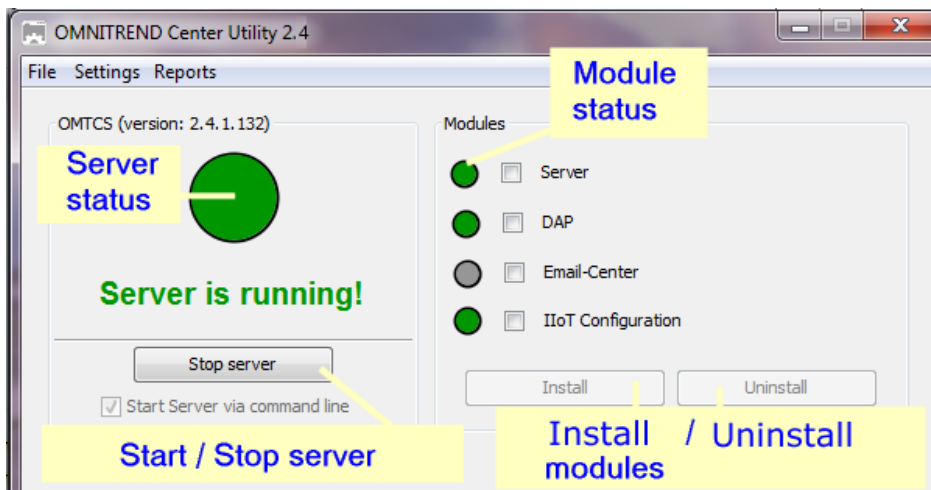 OMNITREND Center Utility 2.4
File Settings Reports
OMTCS (version: 2.4.1.132)
Server
status
Server is running!
Stop server
Start Server via command line
Start / Stop server
Modules
Module
status
Server
DAP
Email-Center
IIoT Configuration
Install
Uninstall
Install / Uninstall
modules